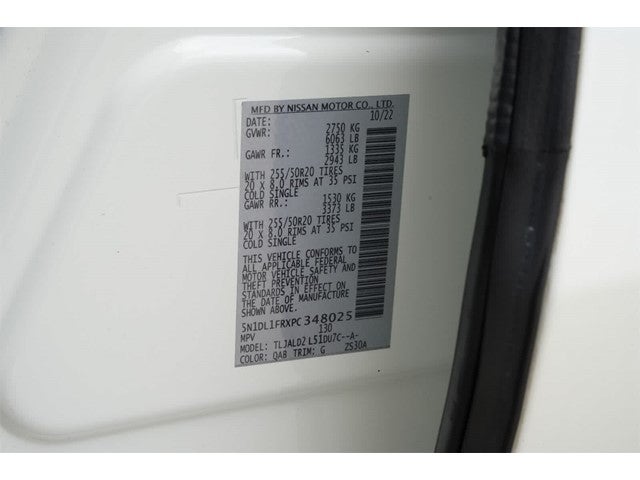 MFD BY NISSAN MOTOR CO., LTD.
DATE: 10/22
GVWR: 2750 KG
6063 LB
GAWR FR.: 1335 KG
2943 LB
WITH 255/50R20 TIRES
20 X 8.0 RIMS AT 35 PSI
COLD SINGLE
GAWR RR.: 1530 KG
3373 LB
WITH 255/50R20 TIRES
20 X 8.0 RIMS AT 35 PSI
COLD SINGLE
THIS VEHICLE CONFORMS TO
ALL APPLICABLE FEDERAL
MOTOR VEHICLE SAFETY AND
THEFT PREVENTION
STANDARDS IN EFFECT ON
THE DATE OF MANUFACTURE
SHOWN ABOVE.
5N1DL1FRXPC348025
MPV 130
MODEL: TLJALD2 L51DU7C--A-
COLOR: QAB TRIM: G ZS30A